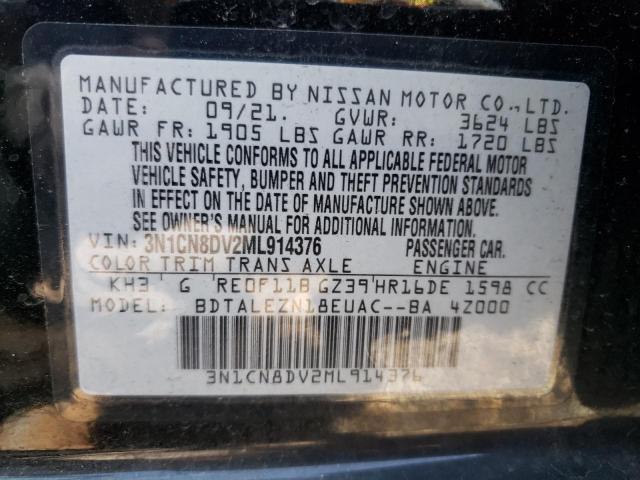 MANUFACTURED BY NISSAN MOTOR CO., LTD.
DATE: 09/21. GVWR: 3624 LBS
GAWR FR: 1905 LBS GAWR RR: 1720 LBS
THIS VEHICLE CONFORMS TO ALL APPLICABLE FEDERAL MOTOR
VEHICLE SAFETY, BUMPER AND THEFT PREVENTION STANDARDS
IN EFFECT ON THE DATE OF MANUFACTURE SHOWN ABOVE.
SEE OWNER'S MANUAL FOR ADDITIONAL INFORMATION.
VIN: 3N1CN8DV2ML914376 PASSENGER CAR.
COLOR TRIM TRANS AXLE ENGINE
KH3 G RE0F11B GZ39 HR16DE 1598 CC
MODEL: BDTALEZN18EUAC--BA 4Z000
3N1CN8DV2ML914376